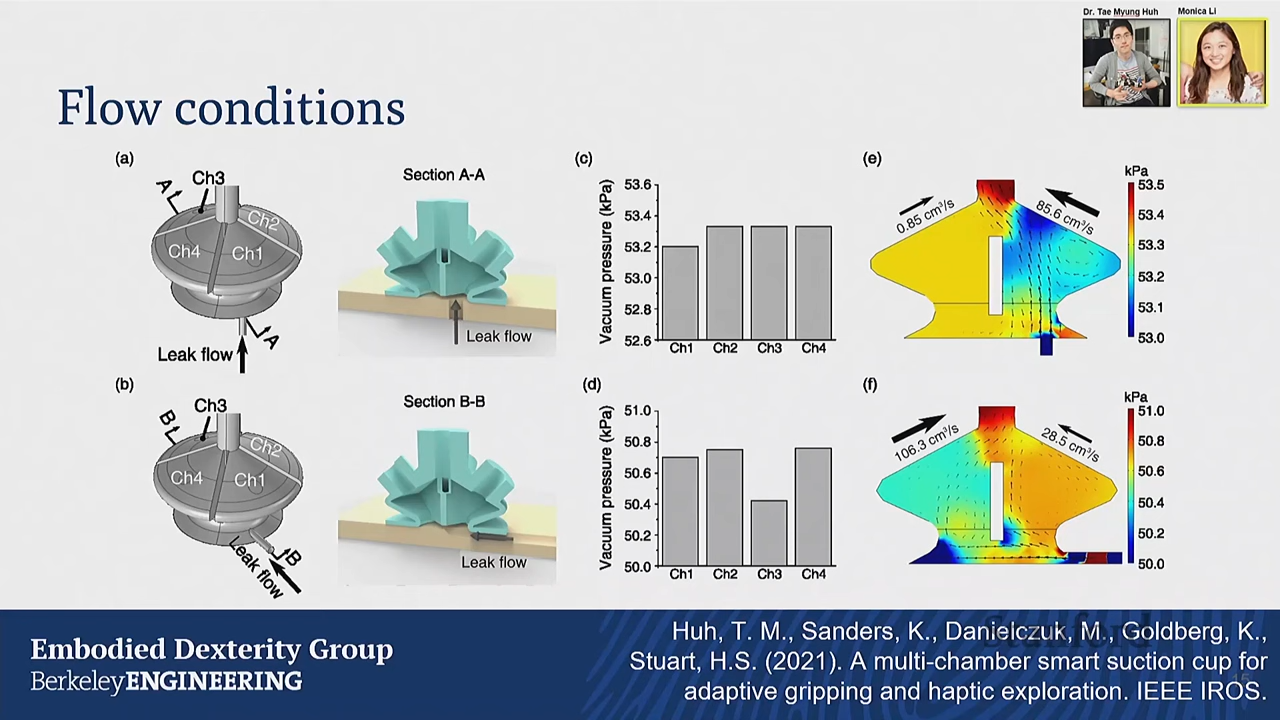 Dr. Tae Myung Huh
Monica Li
Flow conditions
(a)
A
Ch3
Ch2
Ch4
Ch1
A
Leak flow
Section A-A
Leak flow
(c)
Vacuum pressure (kPa)
53.6
53.4
53.2
53.0
52.8
52.6
Ch1 Ch2 Ch3 Ch4
(e)
0.85 cm³/s
85.6 cm³/s
kPa
53.5
53.4
53.3
53.2
53.1
53.0
(b)
B
Ch3
Ch2
Ch4
Ch1
B
Leak flow
Section B-B
Leak flow
(d)
Vacuum pressure (kPa)
51.0
50.8
50.6
50.4
50.2
50.0
Ch1 Ch2 Ch3 Ch4
(f)
106.3 cm³/s
28.5 cm³/s
kPa
51.0
50.8
50.6
50.4
50.2
50.0
Embodied Dexterity Group
BerkeleyENGINEERING
Stanford
Huh, T. M., Sanders, K., Danielczuk, M., Goldberg, K.,
Stuart, H.S. (2021). A multi-chamber smart suction cup for
adaptive gripping and haptic exploration. IEEE IROS.
15